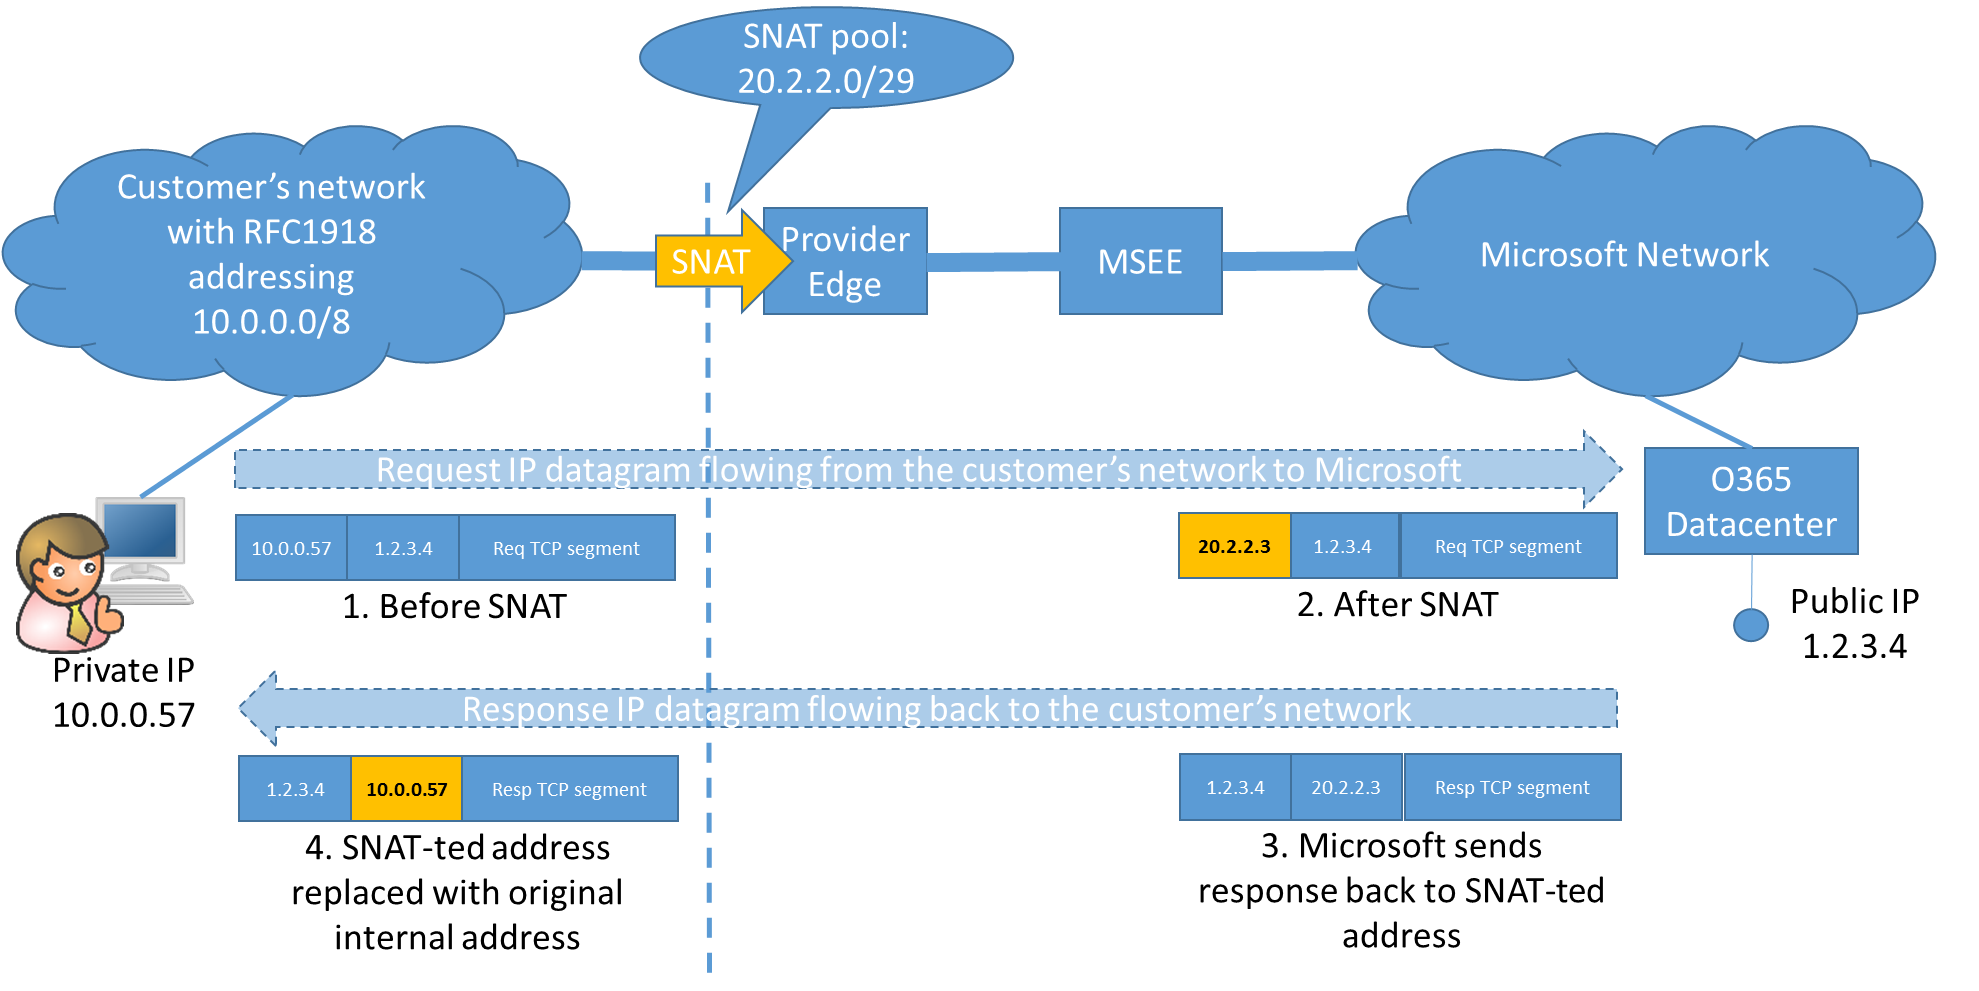 SNAT pool:
20.2.2.0/29
Customer’s network
with RFC1918
addressing
10.0.0.0/8
SNAT
Provider
Edge
MSEE
Microsoft Network
Request IP datagram flowing from the customer’s network to Microsoft
O365
Datacenter
10.0.0.57
1.2.3.4
Req TCP segment
1. Before SNAT
20.2.2.3
1.2.3.4
Req TCP segment
2. After SNAT
Public IP
1.2.3.4
Private IP
10.0.0.57
Response IP datagram flowing back to the customer’s network
1.2.3.4
10.0.0.57
Resp TCP segment
4. SNAT-ted address
replaced with original
internal address
1.2.3.4
20.2.2.3
Resp TCP segment
3. Microsoft sends
response back to SNAT-ted
address